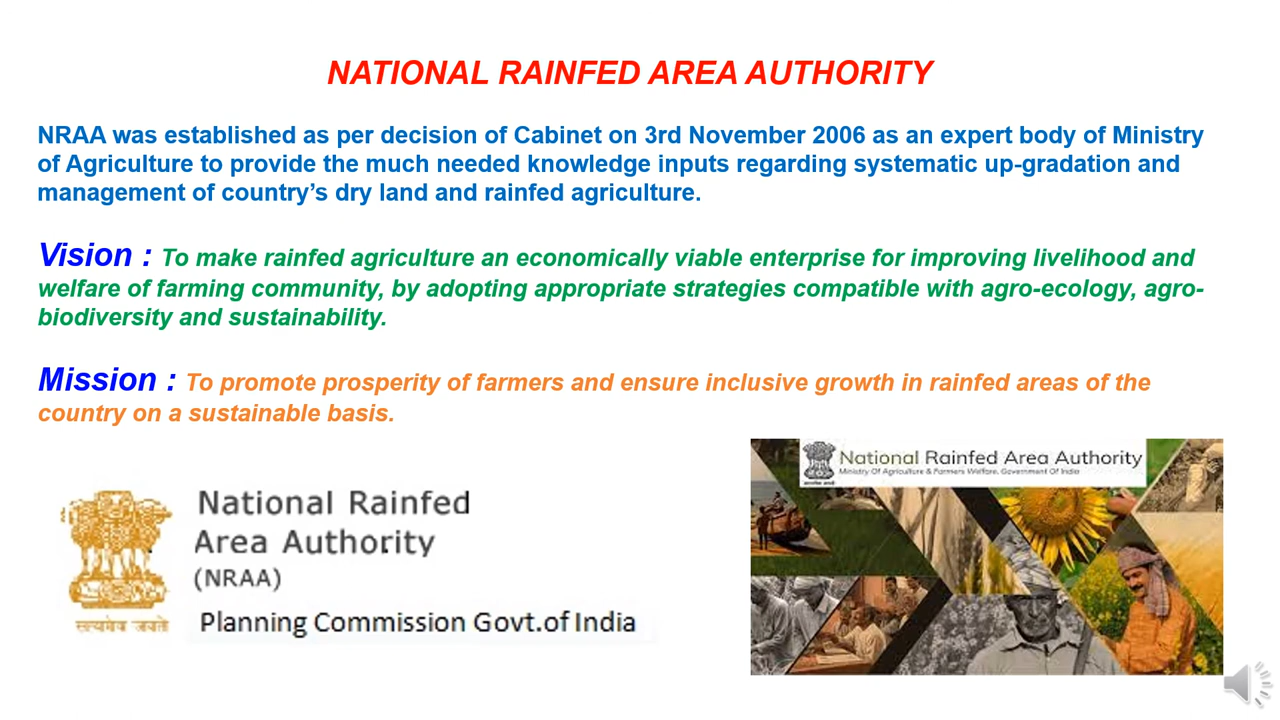 NATIONAL RAINFED AREA AUTHORITY
NRAA was established as per decision of Cabinet on 3rd November 2006 as an expert body of Ministry
of Agriculture to provide the much needed knowledge inputs regarding systematic up-gradation and
management of country’s dry land and rainfed agriculture.
Vision : To make rainfed agriculture an economically viable enterprise for improving livelihood and
welfare of farming community, by adopting appropriate strategies compatible with agro-ecology, agro-
biodiversity and sustainability.
Mission : To promote prosperity of farmers and ensure inclusive growth in rainfed areas of the
country on a sustainable basis.
National Rainfed
Area Authority
(NRAA)
Planning Commission Govt.of India
सत्यमेव जयते
National Rainfed Area Authority
Ministry Of Agriculture & Farmers Welfare, Government Of India
सत्यमेव जयते